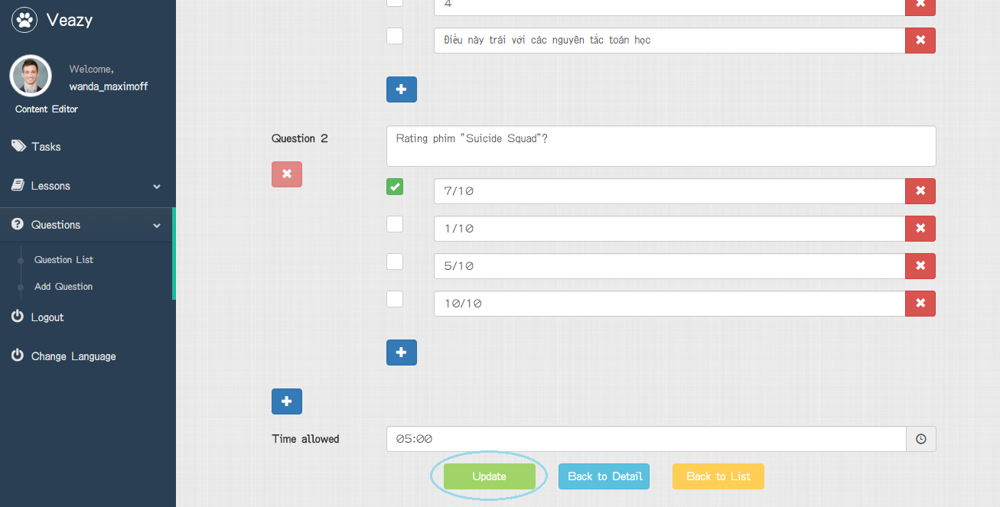 Veazy
Welcome,
wanda_maximoff
Content Editor
Tasks
Lessons
Questions
Question List
Add Question
Logout
Change Language
4
Điều này trái với các nguyên tắc toán học
Question 2
Rating phim "Suicide Squad"?
7/10
1/10
5/10
10/10
Time allowed
05:00
Update
Back to Detail
Back to List